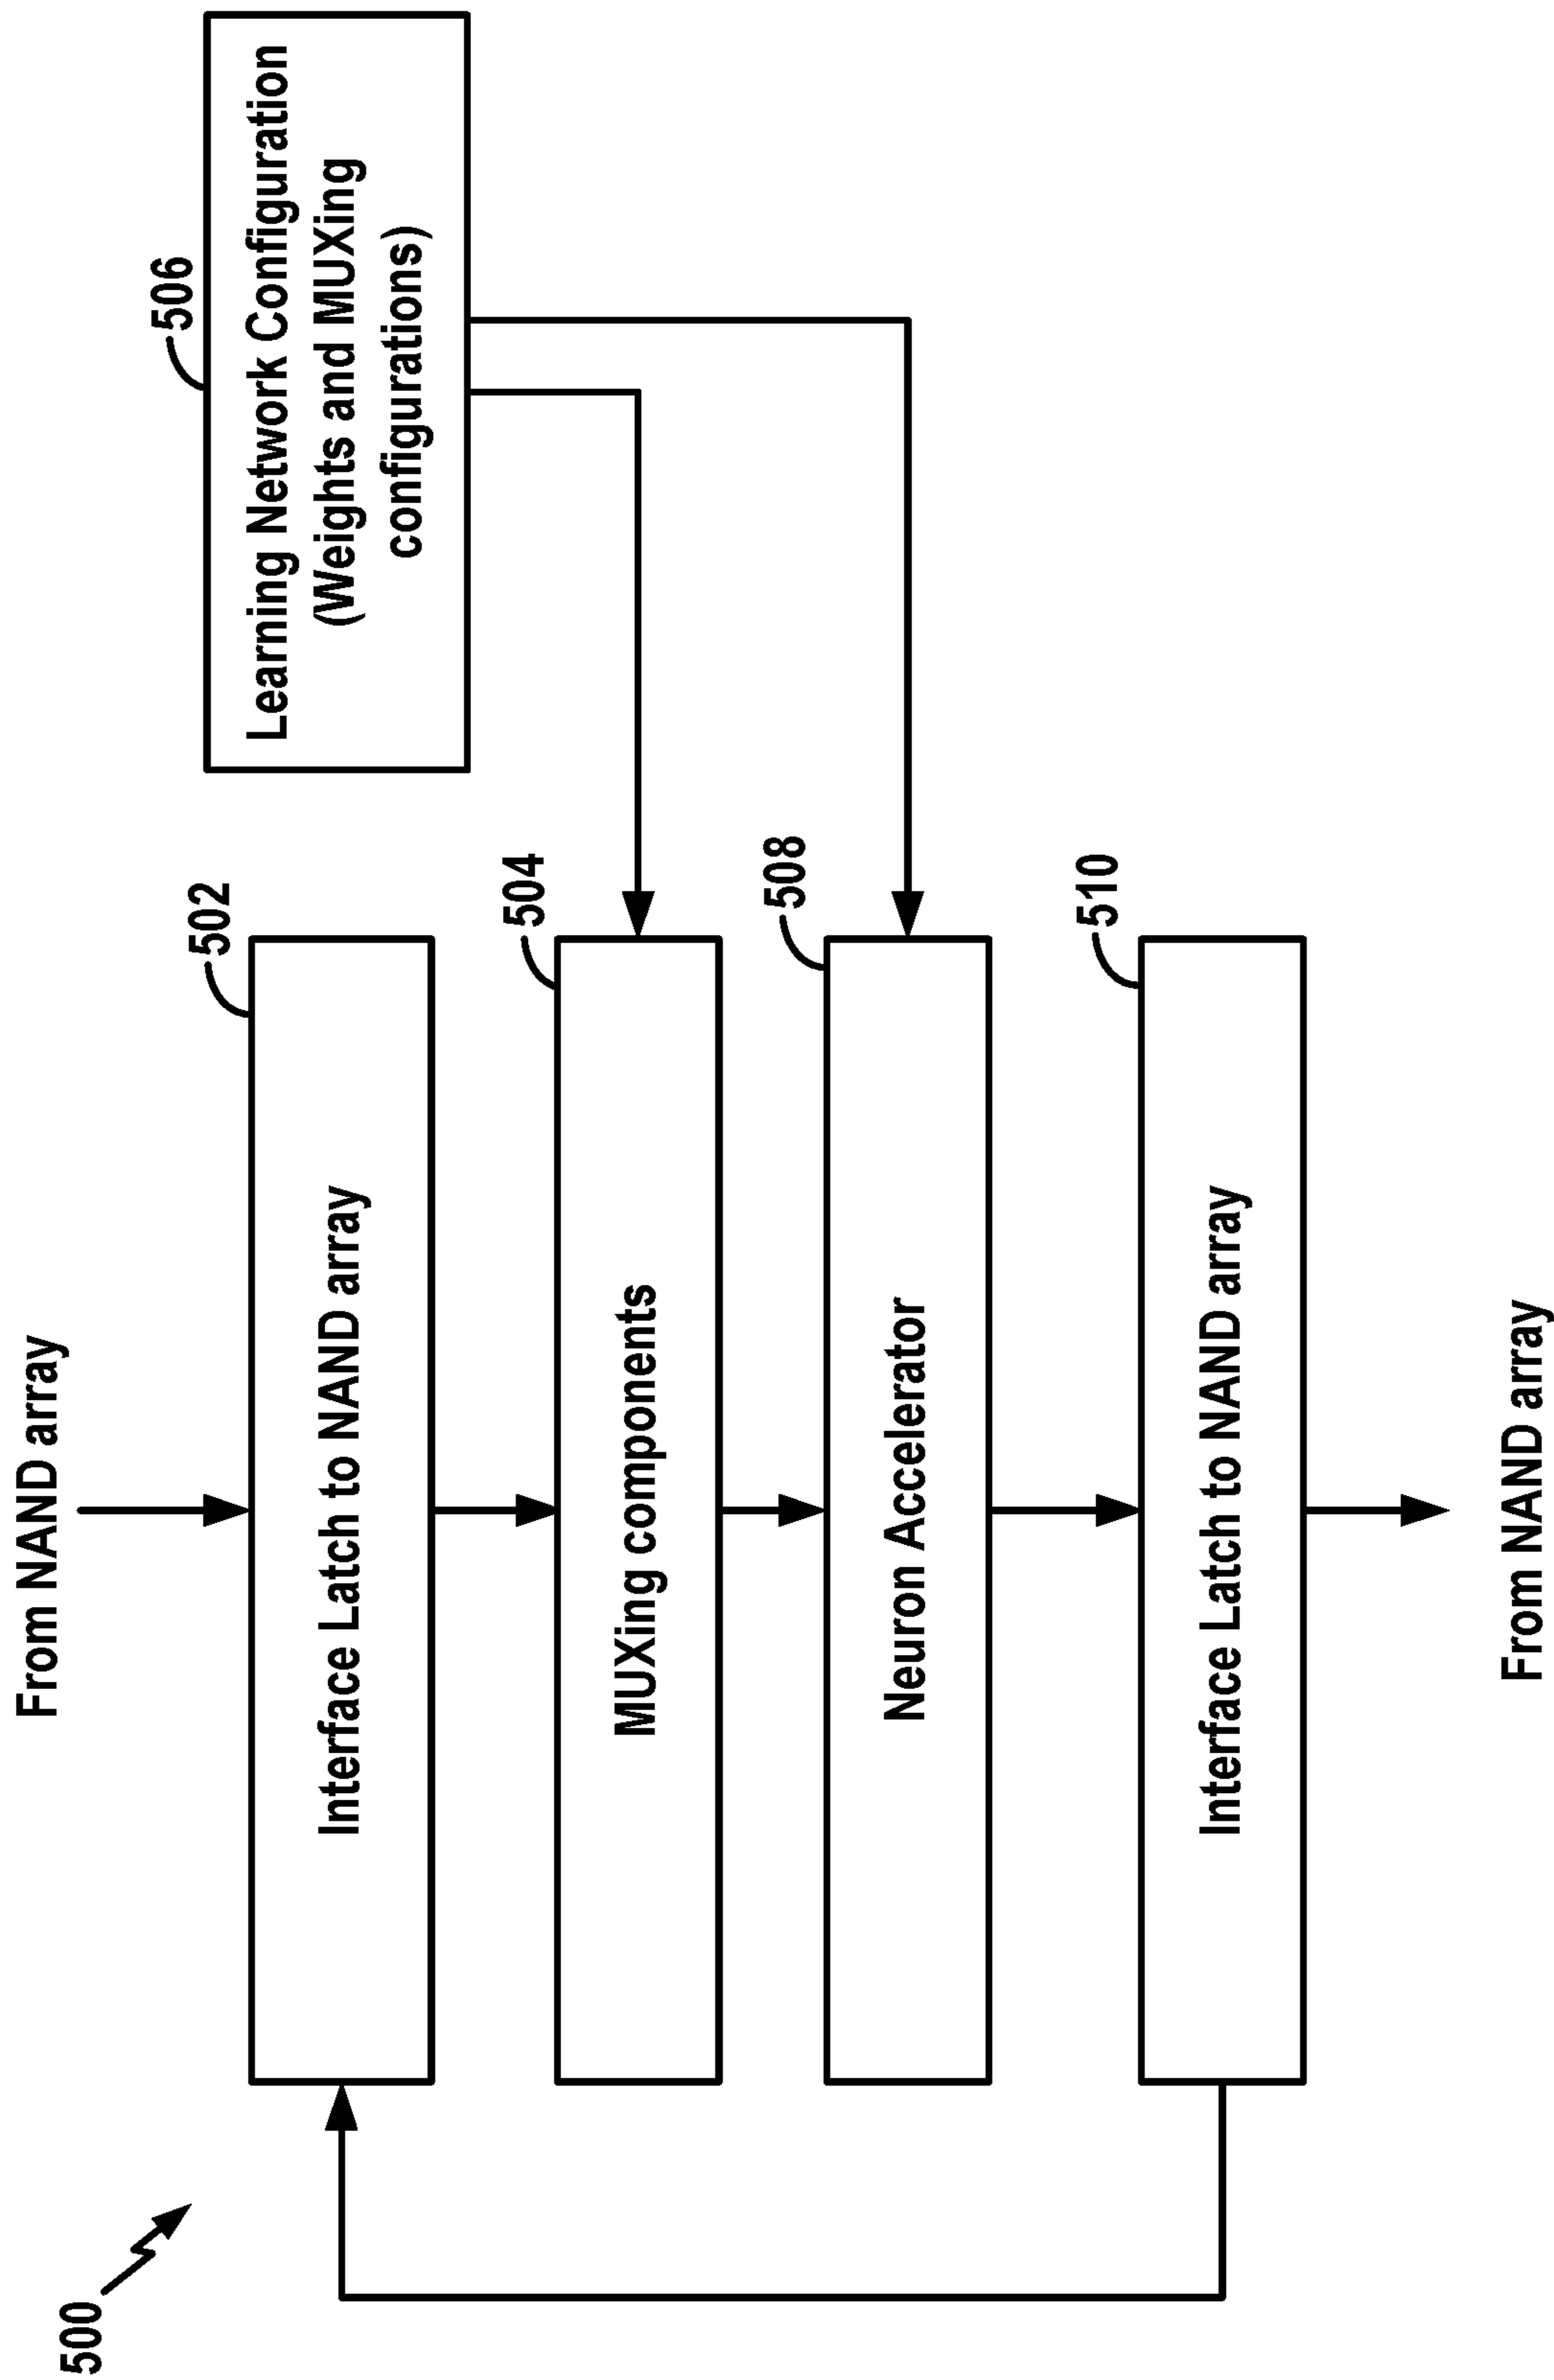 500
From NAND array
502
Interface Latch to NAND array
506
Learning Network Configuration
(Weights and MUXing
configurations)
504
MUXing components
508
Neuron Accelerator
510
Interface Latch to NAND array
From NAND array